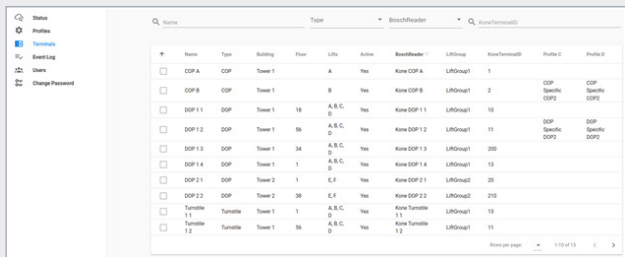 Status
Profiles
Terminals
Event Log
Users
Change Password
Name Type BoschReader KoneTerminalID
Name Type Building Floor Lifts Active BoschReader LiftGroup KoneTerminalID Profile C Profile D
COP A COP Tower 1 A Yes Kone COP A LiftGroup1 1
COP B COP Tower 1 B Yes Kone COP B LiftGroup1 2 COP Specific COP2 COP Specific COP2
DOP 1 1 DOP Tower 1 18 A, B, C, D Yes Kone DOP 1 1 LiftGroup1 10
DOP 1 2 DOP Tower 1 56 A, B, C, D Yes Kone DOP 1 2 LiftGroup1 11 DOP Specific DOP2 DOP Specific DOP2
DOP 1 3 DOP Tower 1 34 A, B, C, D Yes Kone DOP 1 3 LiftGroup1 200
DOP 1 4 DOP Tower 1 1 A, B, C, D Yes Kone DOP 1 4 LiftGroup1 13
DOP 2 1 DOP Tower 2 1 E, F Yes Kone DOP 2 1 LiftGroup2 20
DOP 2 2 DOP Tower 2 38 E, F Yes Kone DOP 2 2 LiftGroup2 210
Turnstile 1 1 Turnstile Tower 1 1 A, B, C, D Yes Kone Turnstile 1 1 LiftGroup1 13
Turnstile 1 2 Turnstile Tower 1 56 A, B, C, D Yes Kone Turnstile 1 2 LiftGroup1 11
Rows per page 1-10 of 13